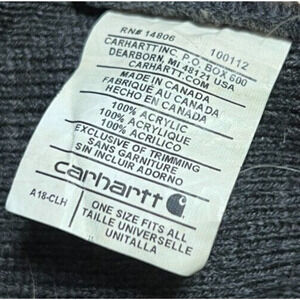 RN# 14806 100112
CARHARTT INC. P.O. BOX 600
DEARBORN, MI 48121 USA
CARHARTT.COM
MADE IN CANADA
FABRIQUÉ AU CANADA
HECHO EN CANADA
100% ACRYLIC
100% ACRYLIQUE
100% ACRILICO
EXCLUSIVE OF TRIMMING
SANS GARNITURE
SIN INCLUIR ADORNO
carhartt
A18-CLH
ONE SIZE FITS ALL
TAILLE UNIVERSELLE
UNITALLA